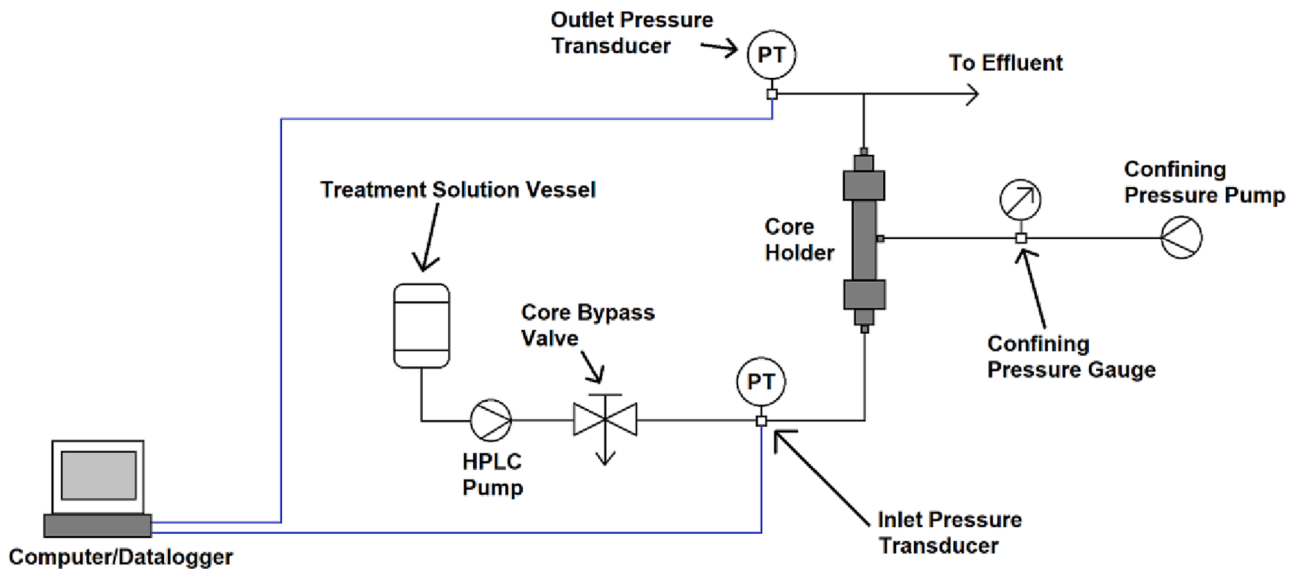 Outlet Pressure
Transducer
PT
To Effluent
Treatment Solution Vessel
Confining
Pressure Pump
Core
Holder
Core Bypass
Valve
Confining
Pressure Gauge
PT
HPLC
Pump
Inlet Pressure
Transducer
Computer/Datalogger